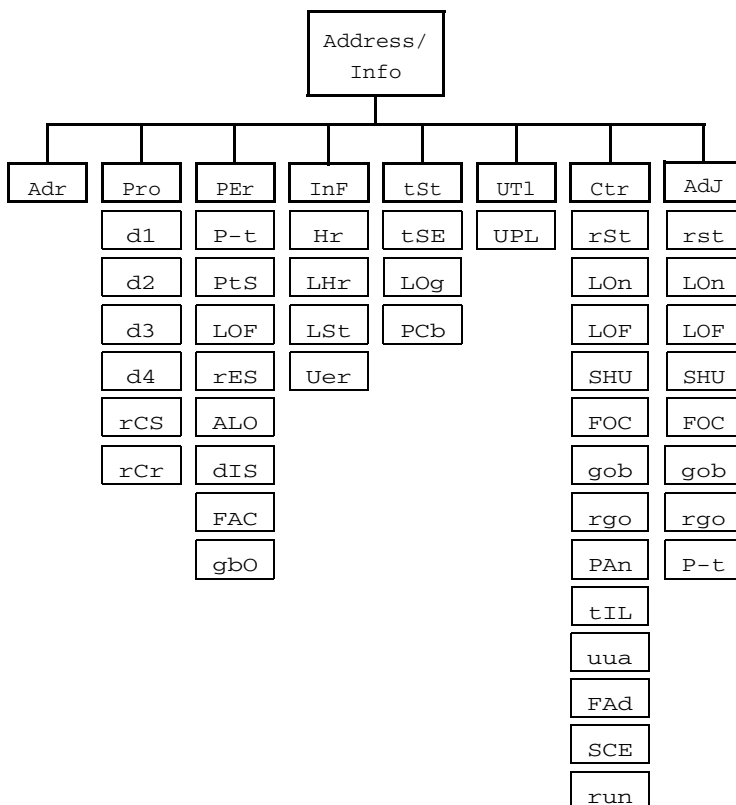 Address/
Info
Adr Pro PEr InF tSt UTl Ctr AdJ
d1 P-t Hr tSE UPL rSt rst
d2 PtS LHr LOg LOn LOn
d3 LOF LSt PCb LOF LOF
d4 rES Uer SHU SHU
rCS ALO FOC FOC
rCr dIS gob gob
FAC rgo rgo
gbO PAn P-t
tIL
uua
FAd
SCE
run